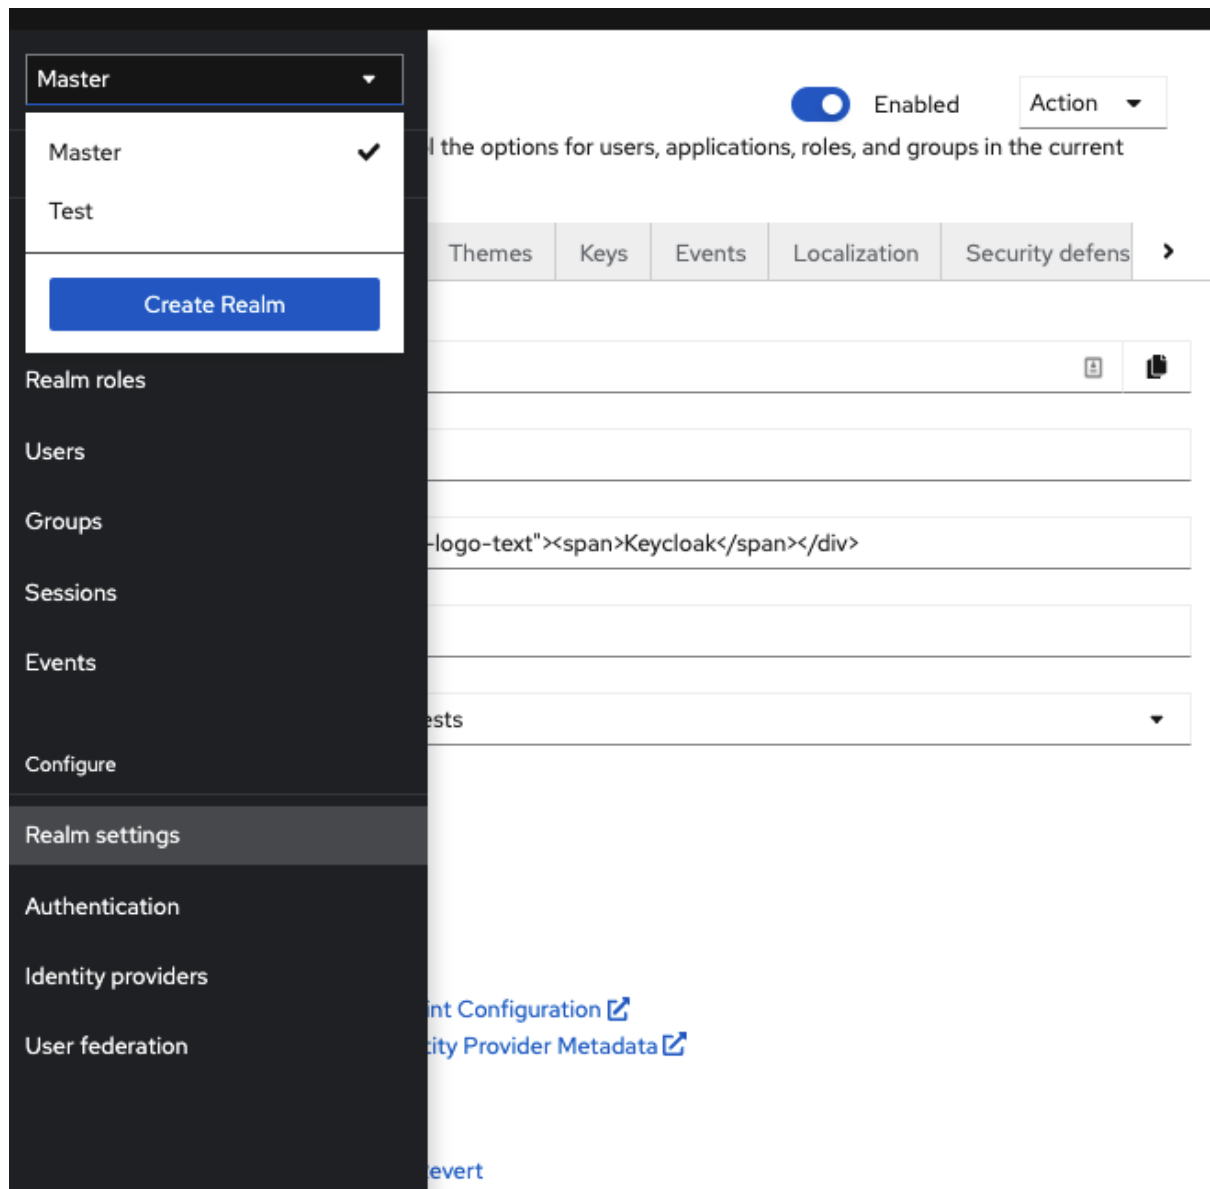 Master
Enabled
Action
Master
the options for users, applications, roles, and groups in the current
Test
Themes
Keys
Events
Localization
Security defens
Create Realm
Realm roles
Users
Groups
-logo-text"><span>Keycloak</span></div>
Sessions
Events
ests
Configure
Realm settings
Authentication
Identity providers
int Configuration
User federation
ity Provider Metadata
evert